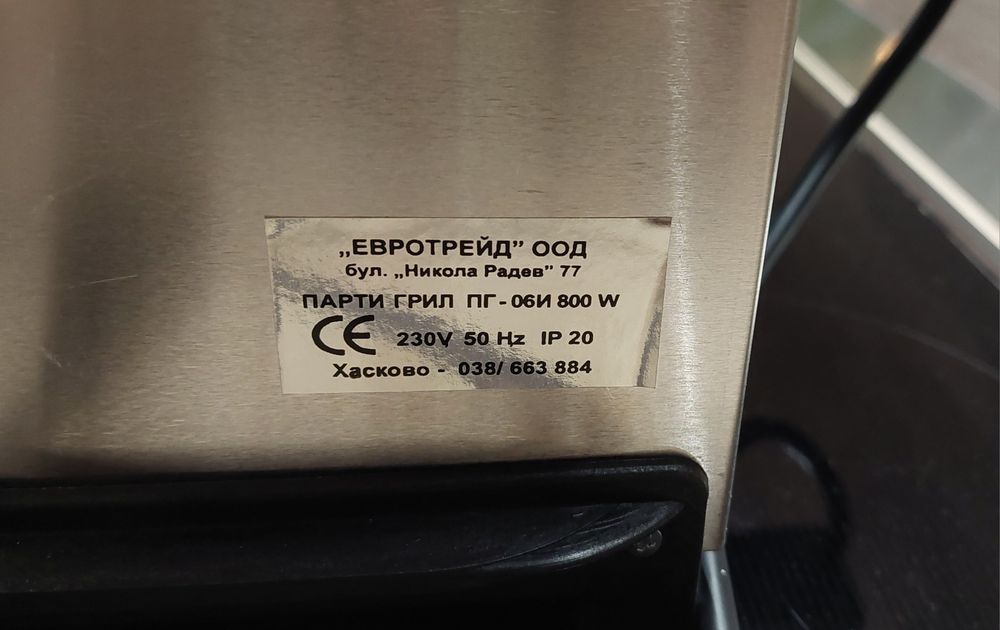 „ЕВРОТРЕЙД” ООД
бул. „Никола Радев” 77
ПАРТИ ГРИЛ ПГ - 06И 800 W
CE 230V 50 Hz IP 20
Хасково - 038/ 663 884